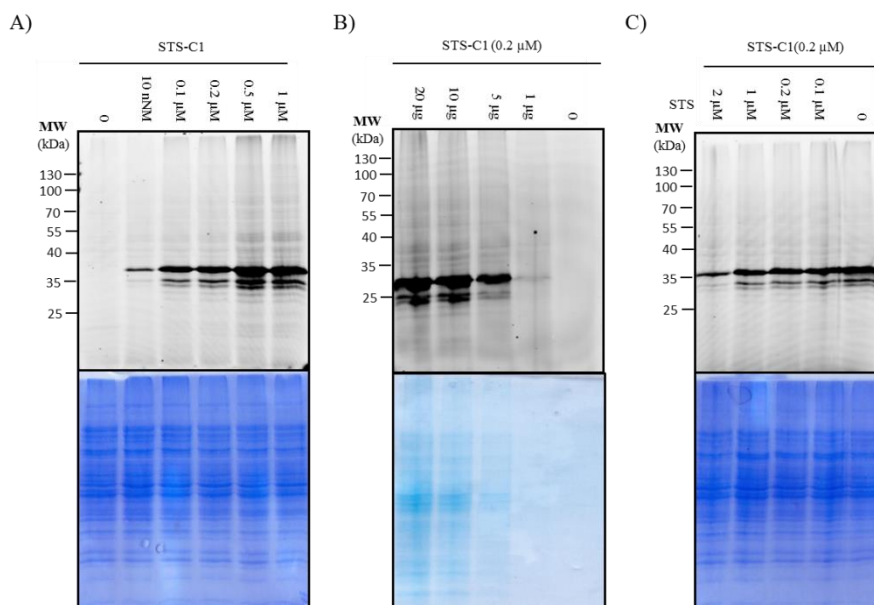 A)
STS-C1
0
10 nNM
0.1 µM
0.2 µM
0.5 µM
1 µM
MW
(kDa)
130
100
70
55
40
35
25
B)
STS-C1 (0.2 µM)
20 µg
10 µg
5 µg
1 µg
0
MW
(kDa)
130
100
70
55
40
35
25
C)
STS-C1(0.2 µM)
STS
2 µM
1 µM
0.2 µM
0.1 µM
0
MW
(kDa)
130
100
70
55
40
35
25